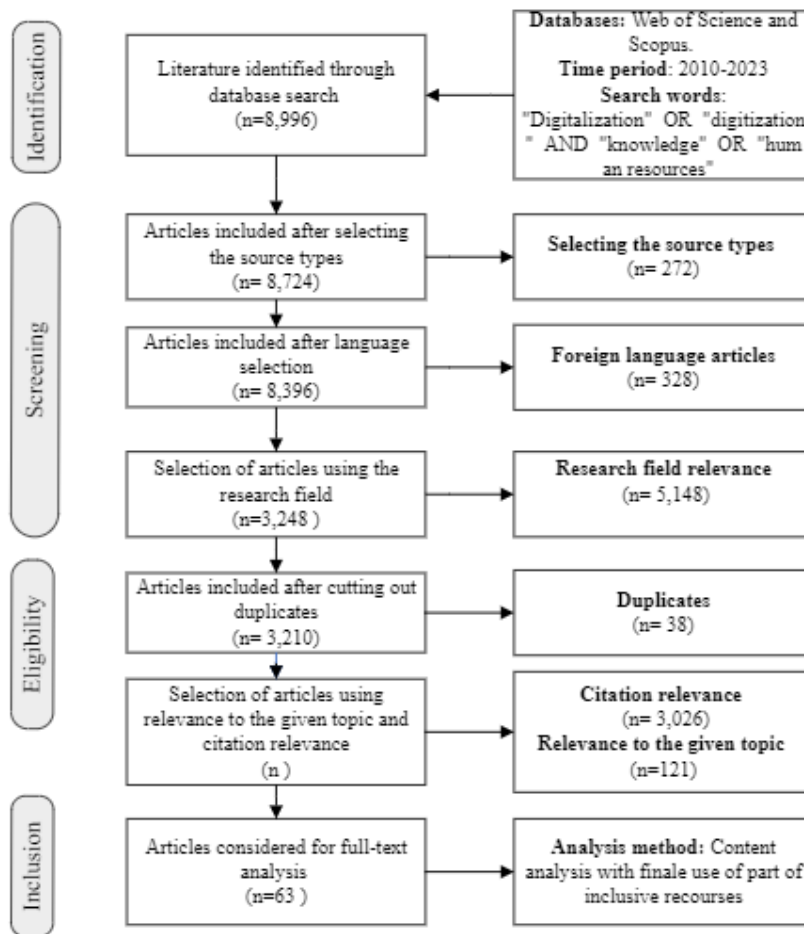 Identification
Literature identified through
database search
(n=8,996)
Databases: Web of Science and
Scopus.
Time period: 2010-2023
Search words:
"Digitalization" OR "digitization
" AND "knowledge" OR "hum
an resources"
Screening
Articles included after selecting
the source types
(n= 8,724)
Selecting the source types
(n= 272)
Articles included after language
selection
(n= 8,396)
Foreign language articles
(n= 328)
Selection of articles using the
research field
(n=3,248 )
Research field relevance
(n= 5,148)
Eligibility
Articles included after cutting out
duplicates
(n= 3,210)
Duplicates
(n= 38)
Selection of articles using
relevance to the given topic and
citation relevance
(n )
Citation relevance
(n= 3,026)
Relevance to the given topic
(n=121)
Inclusion
Articles considered for full-text
analysis
(n=63 )
Analysis method: Content
analysis with finale use of part of
inclusive recourses